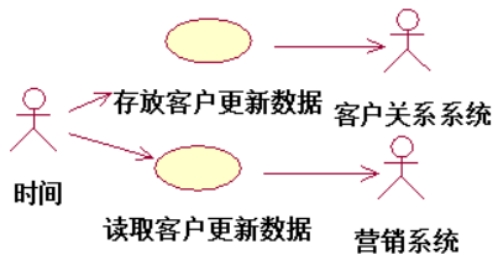 存放客户更新数据
客户关系系统
时间
读取客户更新数据
营销系统